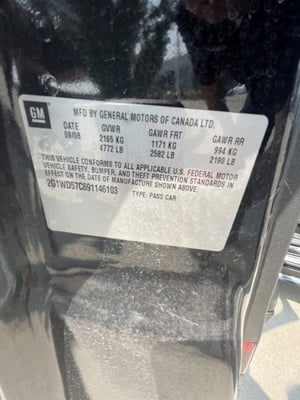 GM
MFD BY GENERAL MOTORS OF CANADA LTD.
DATE GVWR GAWR FRT GAWR RR
09/08 2165 KG 1171 KG 994 KG
4772 LB 2582 LB 2190 LB
THIS VEHICLE CONFORMS TO ALL APPLICABLE U.S. FEDERAL MOTOR
VEHICLE SAFETY, BUMPER, AND THEFT PREVENTION STANDARDS IN
EFFECT ON THE DATE OF MANUFACTURE SHOWN ABOVE.
2G1WD57C691146103 TYPE: PASS CAR